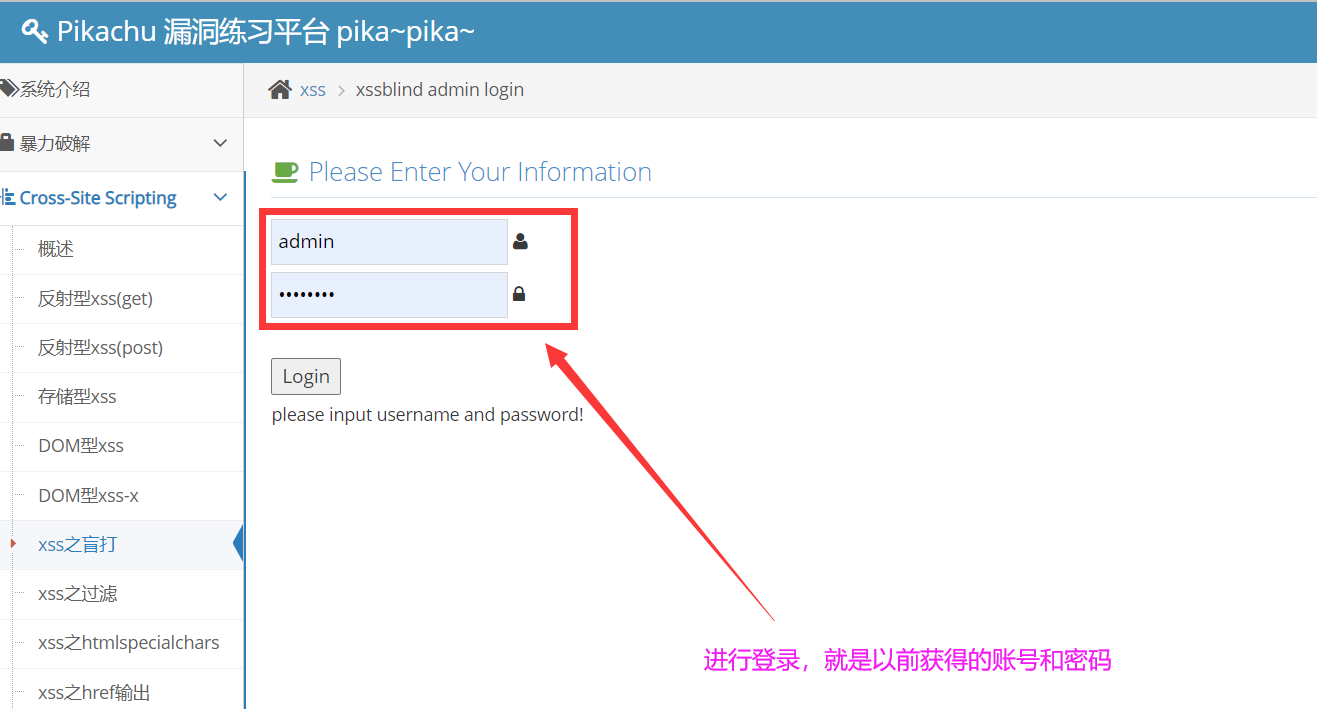 Pikachu 漏洞练习平台 pika~pika~
系统介绍
xss > xssblind admin login
暴力破解
Please Enter Your Information
Cross-Site Scripting
admin
概述
••••••••
反射型xss(get)
反射型xss(post)
Login
存储型xss
please input username and password!
DOM型xss
DOM型xss-x
xss之盲打
xss之过滤
xss之htmlspecialchars
进行登录，就是以前获得的账号和密码
xss之href输出